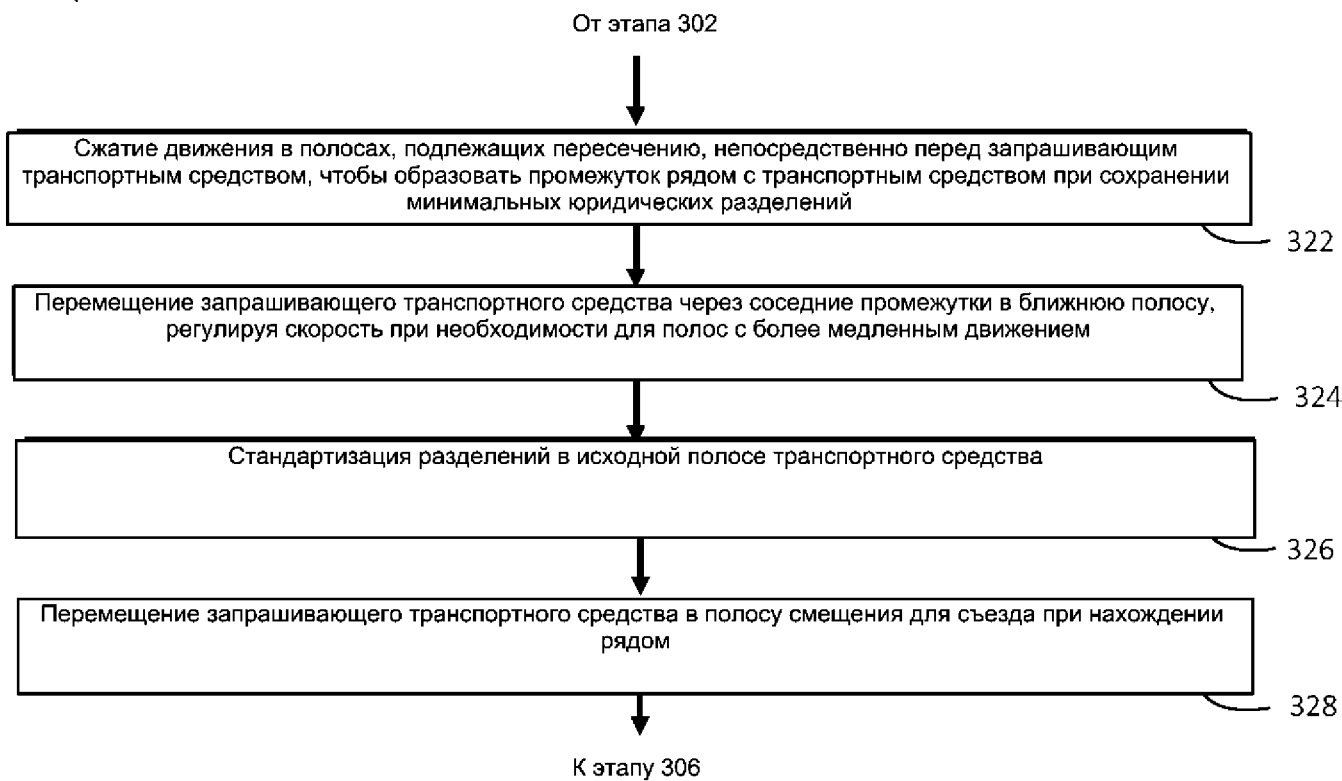 От этапа 302
Сжатие движения в полосах, подлежащих пересечению, непосредственно перед запрашивающим
транспортным средством, чтобы образовать промежуток рядом с транспортным средством при сохранении
минимальных юридических разделений
322
Перемещение запрашивающего транспортного средства через соседние промежутки в ближнюю полосу,
регулируя скорость при необходимости для полос с более медленным движением
324
Стандартизация разделений в исходной полосе транспортного средства
326
Перемещение запрашивающего транспортного средства в полосу смещения для съезда при нахождении
рядом
328
К этапу 306